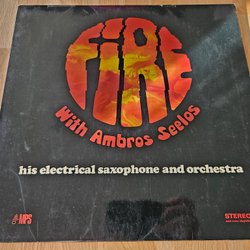 FIRE
With Ambros Seelos
his electrical saxophone and orchestra
MPS
STEREO